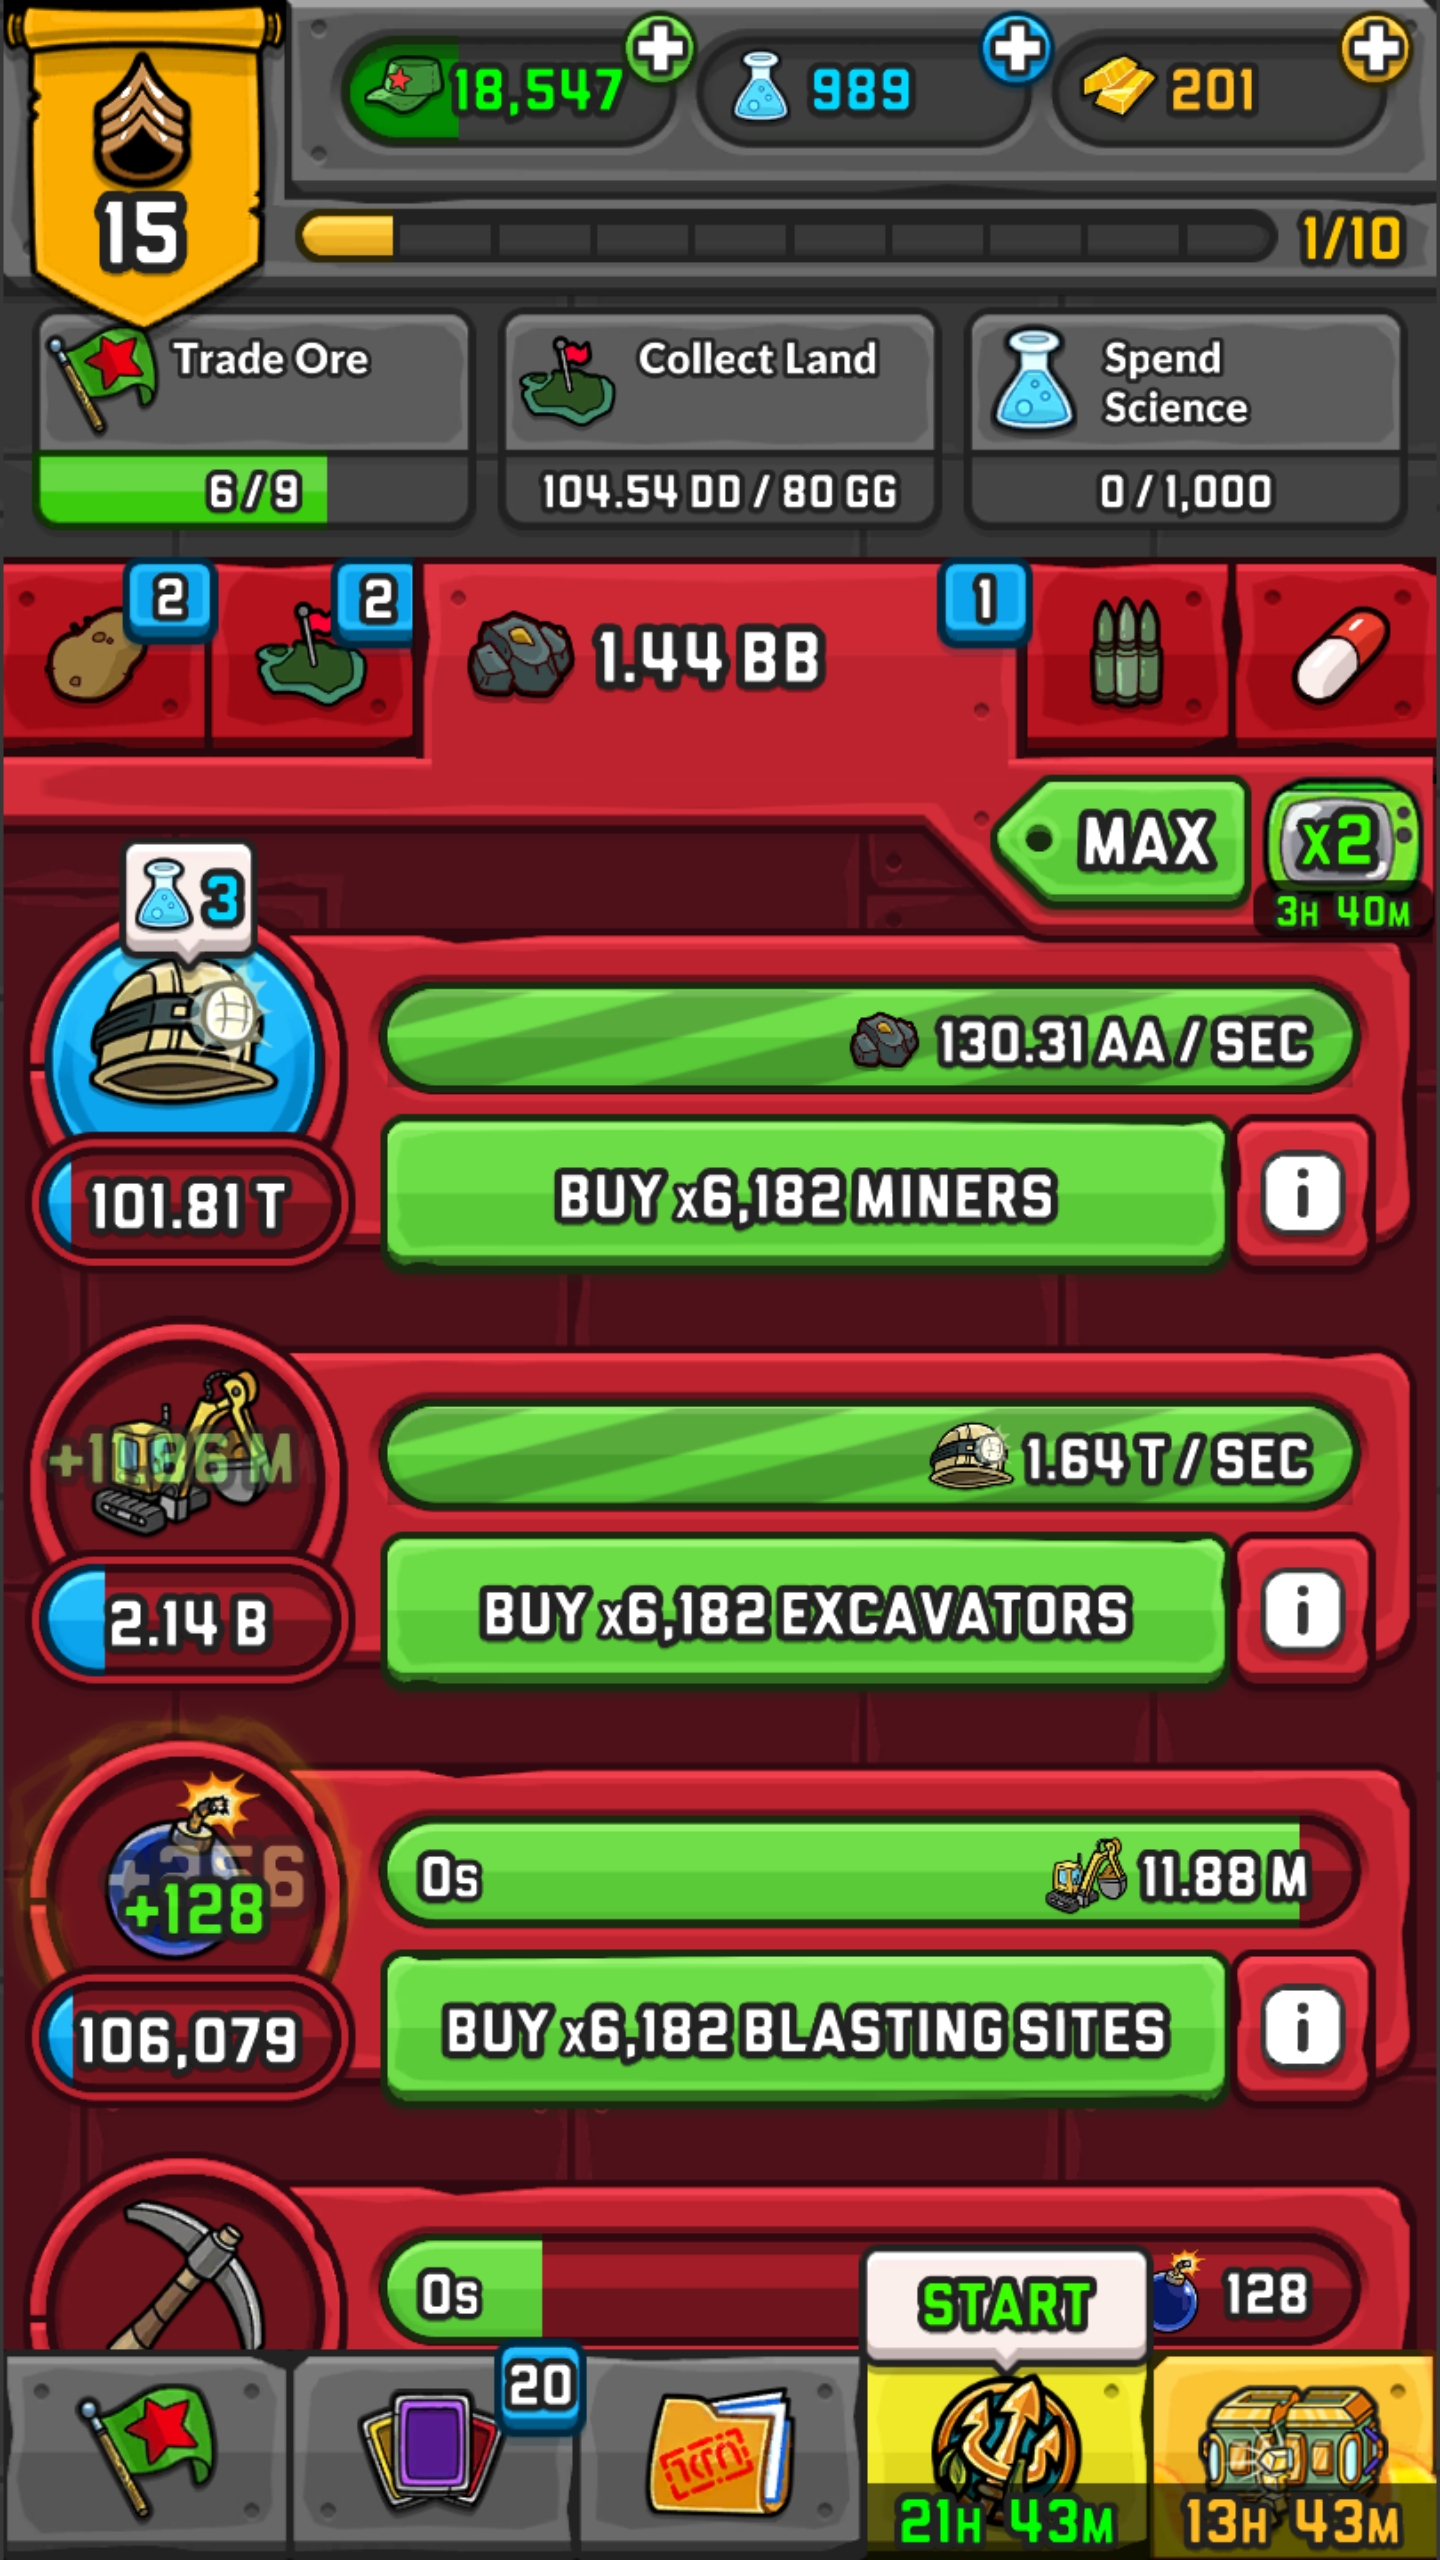 18,547
989
201
15
1/10
Trade Ore
Collect Land
Spend
Science
6/9
104.54 DD / 80 GG
0 / 1,000
2
2
1.44 BB
1
MAX
x2
3H 40M
3
130.31 AA / SEC
101.81 T
BUY x6,182 MINERS
i
1.64 T / SEC
2.14 B
BUY x6,182 EXCAVATORS
i
+128
0s
11.88 M
106,079
BUY x6,182 BLASTING SITES
i
0s
START
128
20
21H 43M
13H 43M